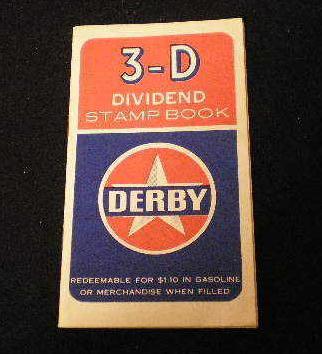 3-D
DIVIDEND
STAMP BOOK
DERBY
REDEEMABLE FOR $1.10 IN GASOLINE
OR MERCHANDISE WHEN FILLED